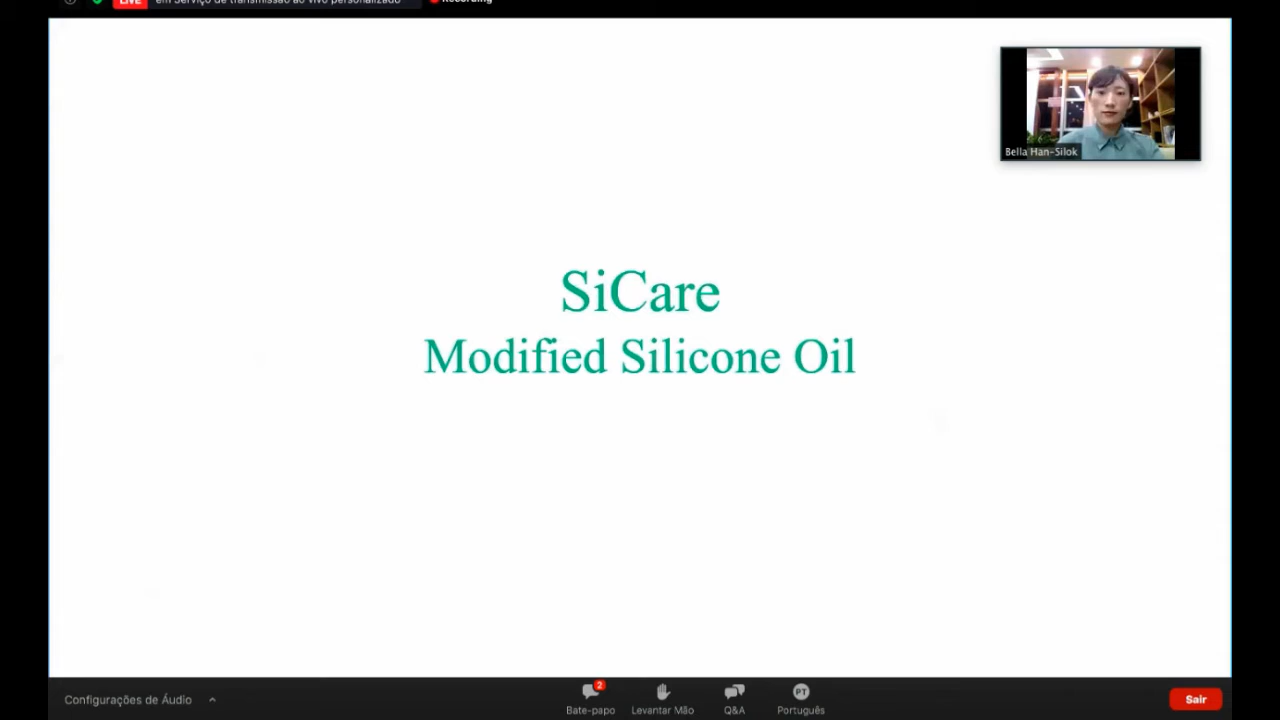 LIVE em Serviço de transmissão ao vivo personalizado Recording
Bella Han-Silok
SiCare
Modified Silicone Oil
Configurações de Áudio
2
Bate-papo
Levantar Mão
Q&A
PT
Português
Sair